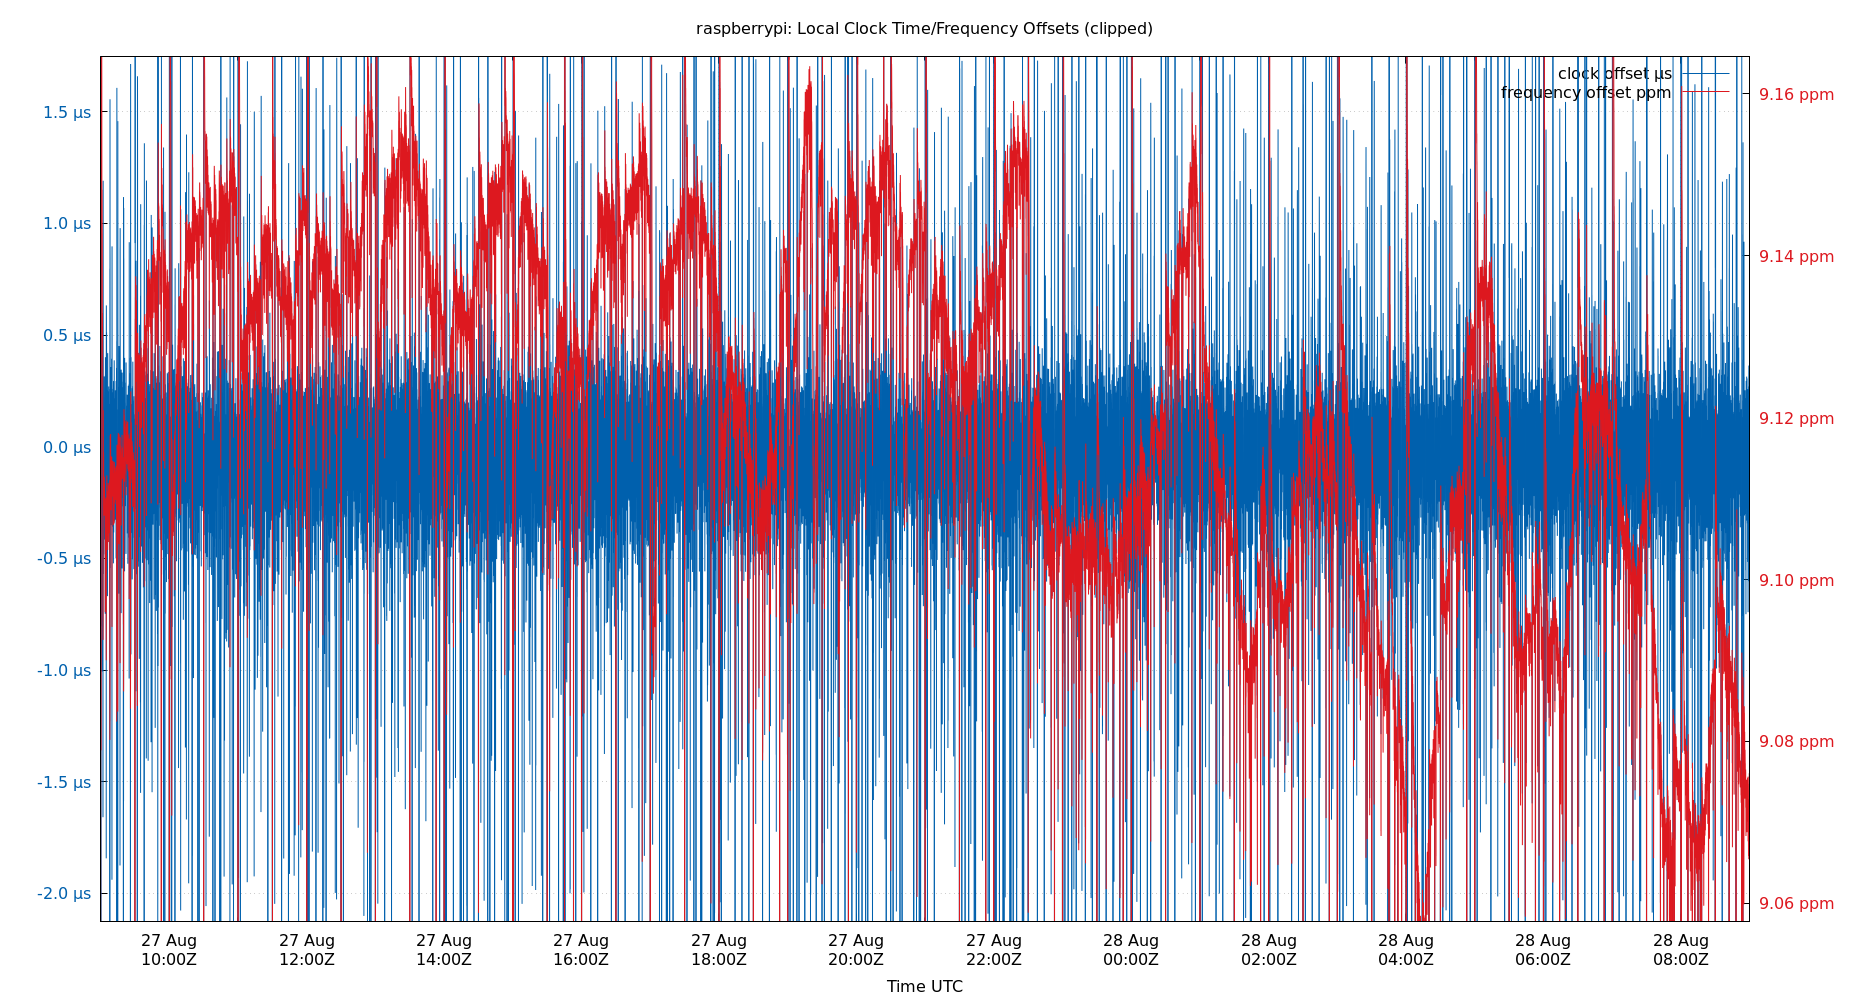 raspberrypi: Local Clock Time/Frequency Offsets (clipped)
clock offset µs
frequency offset ppm
1.5 µs
1.0 µs
0.5 µs
0.0 µs
-0.5 µs
-1.0 µs
-1.5 µs
-2.0 µs
9.16 ppm
9.14 ppm
9.12 ppm
9.10 ppm
9.08 ppm
9.06 ppm
27 Aug 27 Aug 27 Aug 27 Aug 27 Aug 27 Aug 27 Aug 28 Aug 28 Aug 28 Aug 28 Aug 28 Aug
10:00Z 12:00Z 14:00Z 16:00Z 18:00Z 20:00Z 22:00Z 00:00Z 02:00Z 04:00Z 06:00Z 08:00Z
Time UTC